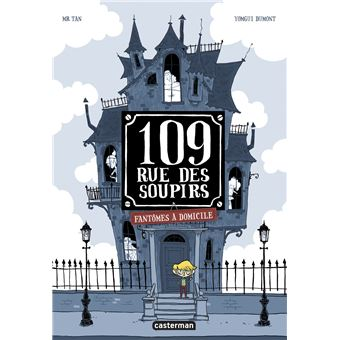 MR TAN
YOMGUI DUMONT
109
RUE DES
SOUPIRS
FANTÔMES À DOMICILE
casterman